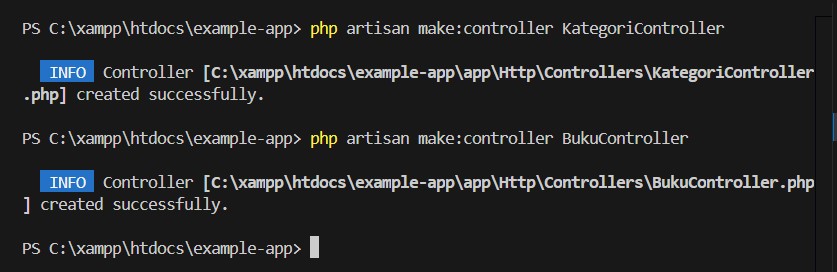 PS C:\xampp\htdocs\example-app> php artisan make:controller KategoriController
INFO Controller [C:\xampp\htdocs\example-app\app\Http\Controllers\KategoriController
.php] created successfully.
PS C:\xampp\htdocs\example-app> php artisan make:controller BukuController
INFO Controller [C:\xampp\htdocs\example-app\app\Http\Controllers\BukuController.php
] created successfully.
PS C:\xampp\htdocs\example-app>